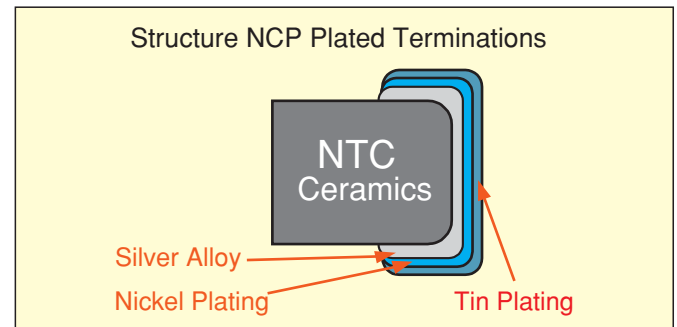 Structure NCP Plated Terminations
NTC
Ceramics
Silver Alloy
Nickel Plating
Tin Plating